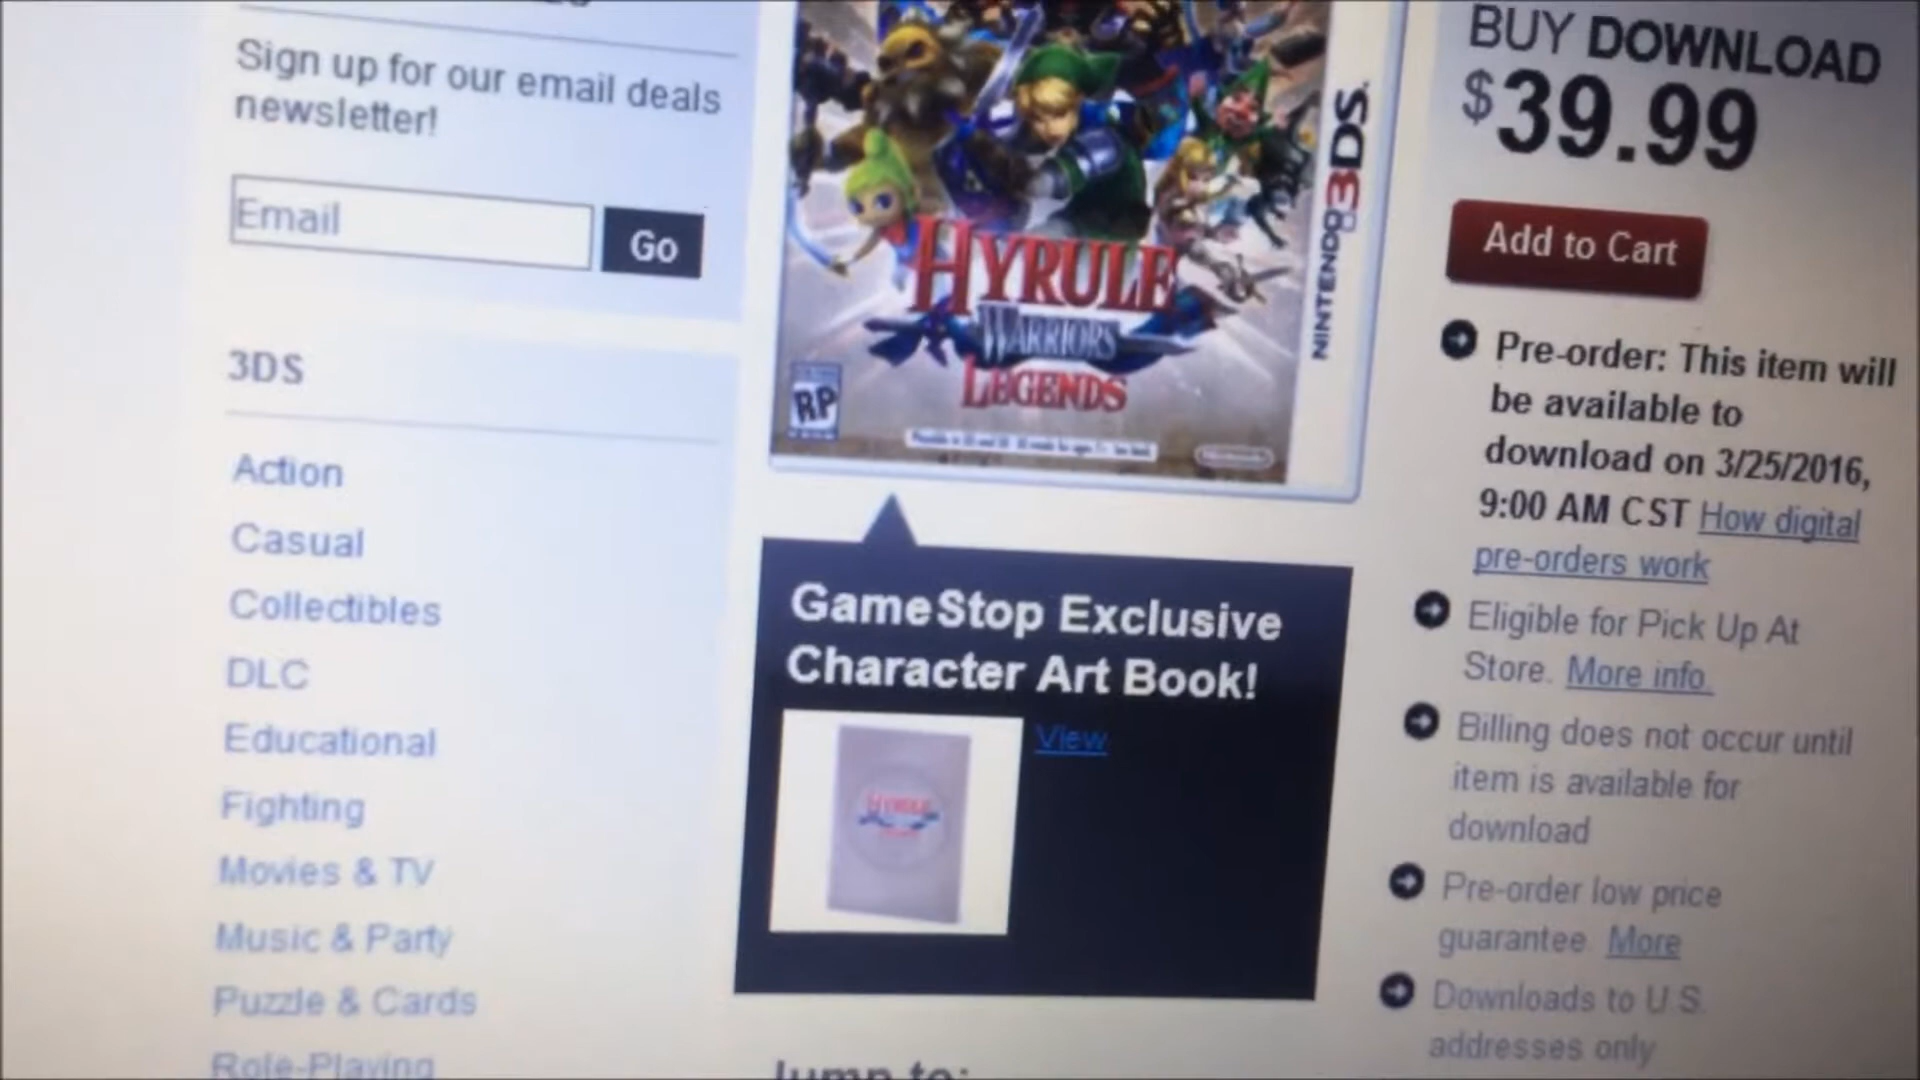 Sign up for our email deals
newsletter!
Email
Go
3DS
Action
Casual
Collectibles
DLC
Educational
Fighting
Movies & TV
Music & Party
Puzzle & Cards
Role-Playing
HYRULE
WARRIORS
LEGENDS
RP
NINTENDO 3DS
GameStop Exclusive
Character Art Book!
HYRULE
View
Jump to:
BUY DOWNLOAD
$39.99
Add to Cart
Pre-order: This item will
be available to
download on 3/25/2016,
9:00 AM CST How digital
pre-orders work
Eligible for Pick Up At
Store. More info.
Billing does not occur until
item is available for
download
Pre-order low price
guarantee More
Downloads to U.S.
addresses only